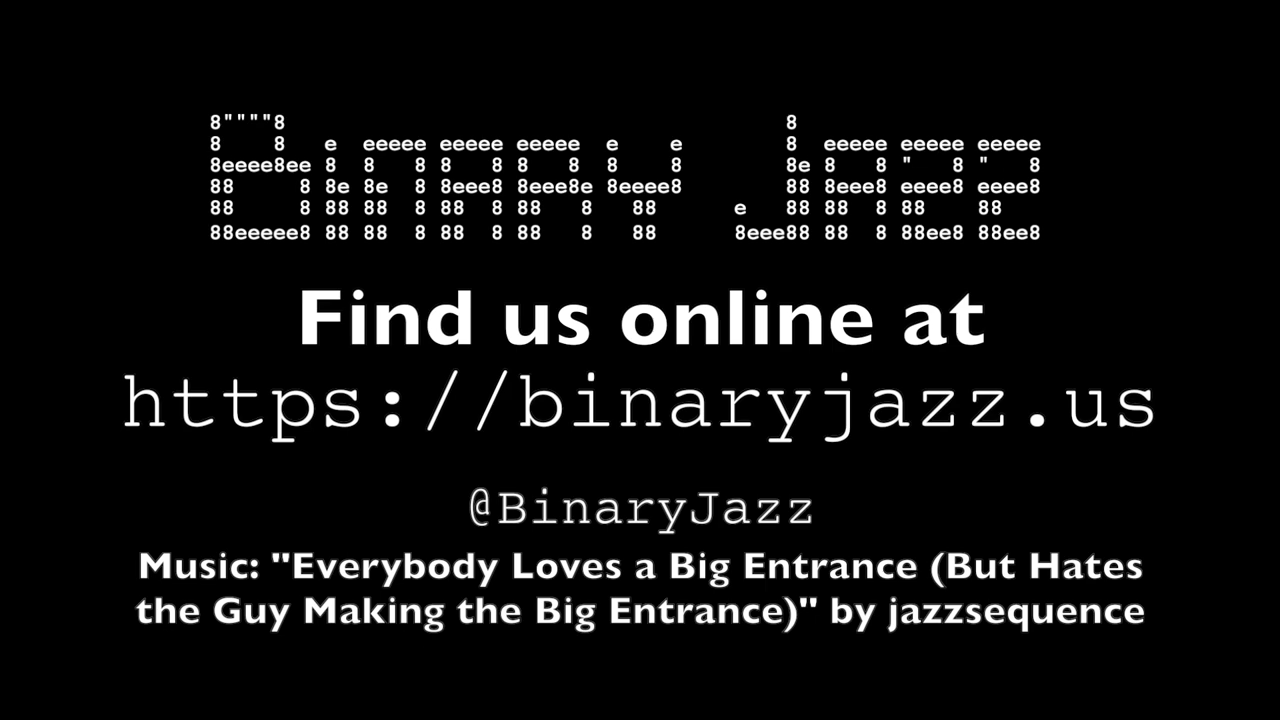 Binary Jazz
Find us online at
https://binaryjazz.us
@BinaryJazz
Music: "Everybody Loves a Big Entrance (But Hates
the Guy Making the Big Entrance)" by jazzsequence